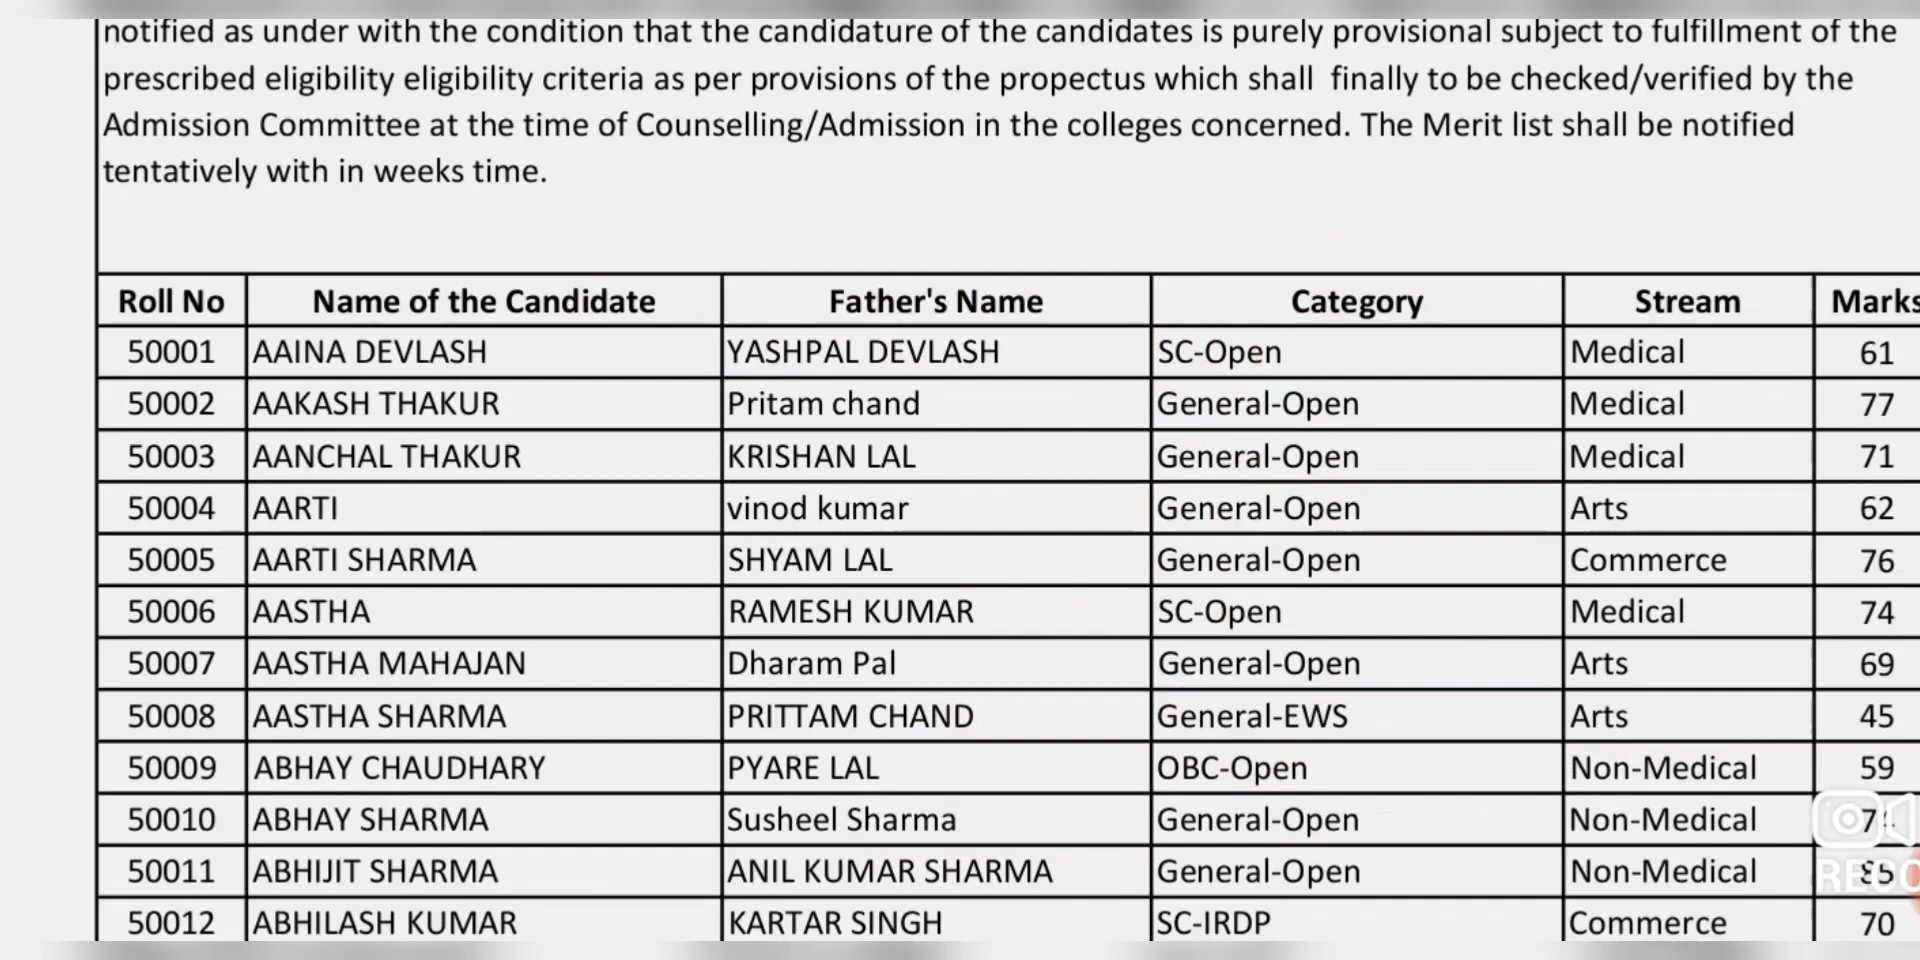 notified as under with the condition that the candidature of the candidates is purely provisional subject to fulfillment of the
prescribed eligibility eligibility criteria as per provisions of the propectus which shall finally to be checked/verified by the
Admission Committee at the time of Counselling/Admission in the colleges concerned. The Merit list shall be notified
tentatively with in weeks time.
Roll No Name of the Candidate Father's Name Category Stream Marks
50001 AAINA DEVLASH YASHPAL DEVLASH SC-Open Medical 61
50002 AAKASH THAKUR Pritam chand General-Open Medical 77
50003 AANCHAL THAKUR KRISHAN LAL General-Open Medical 71
50004 AARTI vinod kumar General-Open Arts 62
50005 AARTI SHARMA SHYAM LAL General-Open Commerce 76
50006 AASTHA RAMESH KUMAR SC-Open Medical 74
50007 AASTHA MAHAJAN Dharam Pal General-Open Arts 69
50008 AASTHA SHARMA PRITTAM CHAND General-EWS Arts 45
50009 ABHAY CHAUDHARY PYARE LAL OBC-Open Non-Medical 59
50010 ABHAY SHARMA Susheel Sharma General-Open Non-Medical
50011 ABHIJIT SHARMA ANIL KUMAR SHARMA General-Open Non-Medical
50012 ABHILASH KUMAR KARTAR SINGH SC-IRDP Commerce 70